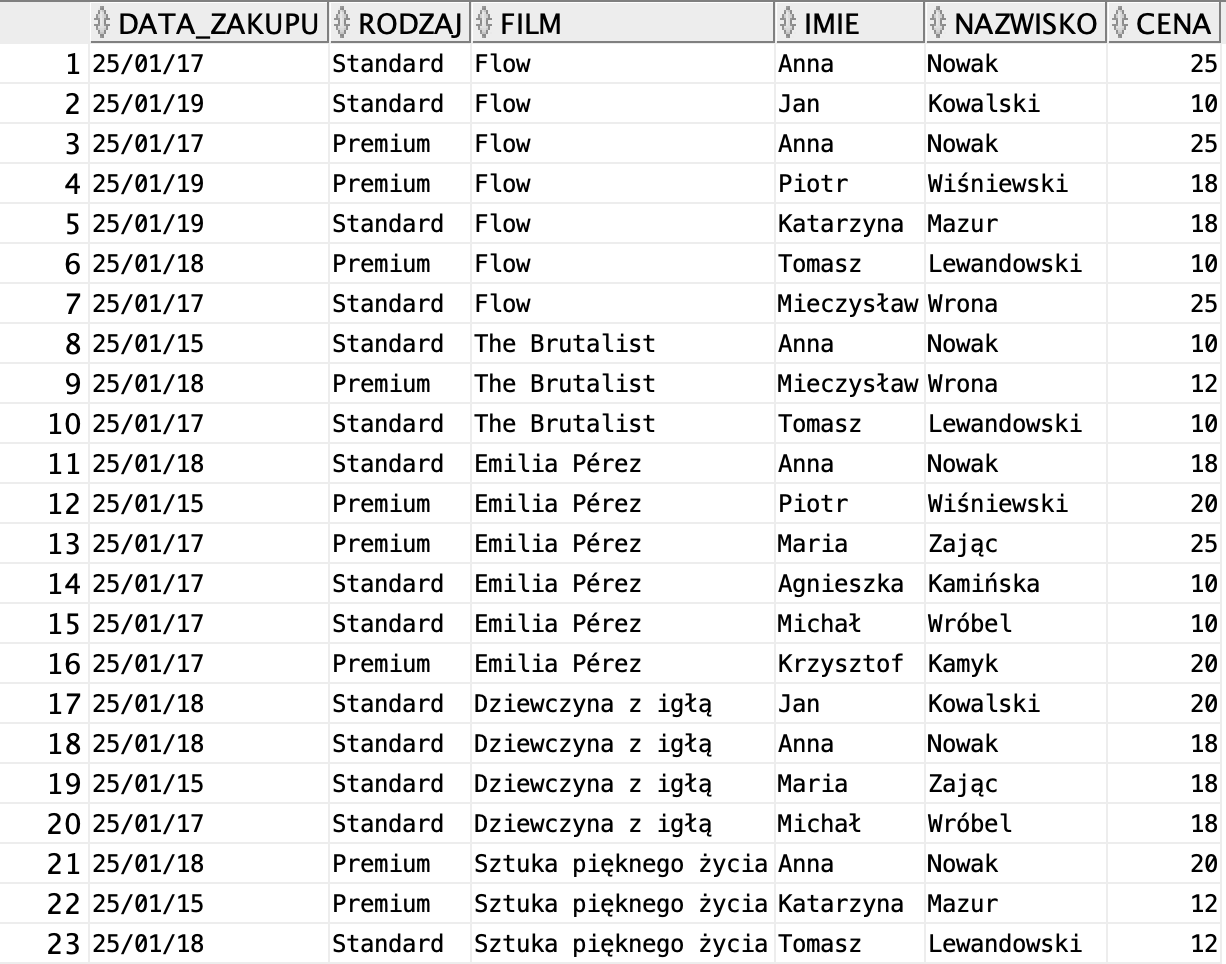 DATA_ZAKUPU RODZAJ FILM IMIE NAZWISKO CENA
1 25/01/17 Standard Flow Anna Nowak 25
2 25/01/19 Standard Flow Jan Kowalski 10
3 25/01/17 Premium Flow Anna Nowak 25
4 25/01/19 Premium Flow Piotr Wiśniewski 18
5 25/01/19 Standard Flow Katarzyna Mazur 18
6 25/01/18 Premium Flow Tomasz Lewandowski 10
7 25/01/17 Standard Flow Mieczysław Wrona 25
8 25/01/15 Standard The Brutalist Anna Nowak 10
9 25/01/18 Premium The Brutalist Mieczysław Wrona 12
10 25/01/17 Standard The Brutalist Tomasz Lewandowski 10
11 25/01/18 Standard Emilia Pérez Anna Nowak 18
12 25/01/15 Premium Emilia Pérez Piotr Wiśniewski 20
13 25/01/17 Premium Emilia Pérez Maria Zając 25
14 25/01/17 Standard Emilia Pérez Agnieszka Kamińska 10
15 25/01/17 Standard Emilia Pérez Michał Wróbel 10
16 25/01/17 Premium Emilia Pérez Krzysztof Kamyk 20
17 25/01/18 Standard Dziewczyna z igłą Jan Kowalski 20
18 25/01/18 Standard Dziewczyna z igłą Anna Nowak 18
19 25/01/15 Standard Dziewczyna z igłą Maria Zając 18
20 25/01/17 Standard Dziewczyna z igłą Michał Wróbel 18
21 25/01/18 Premium Sztuka pięknego życia Anna Nowak 20
22 25/01/15 Premium Sztuka pięknego życia Katarzyna Mazur 12
23 25/01/18 Standard Sztuka pięknego życia Tomasz Lewandowski 12